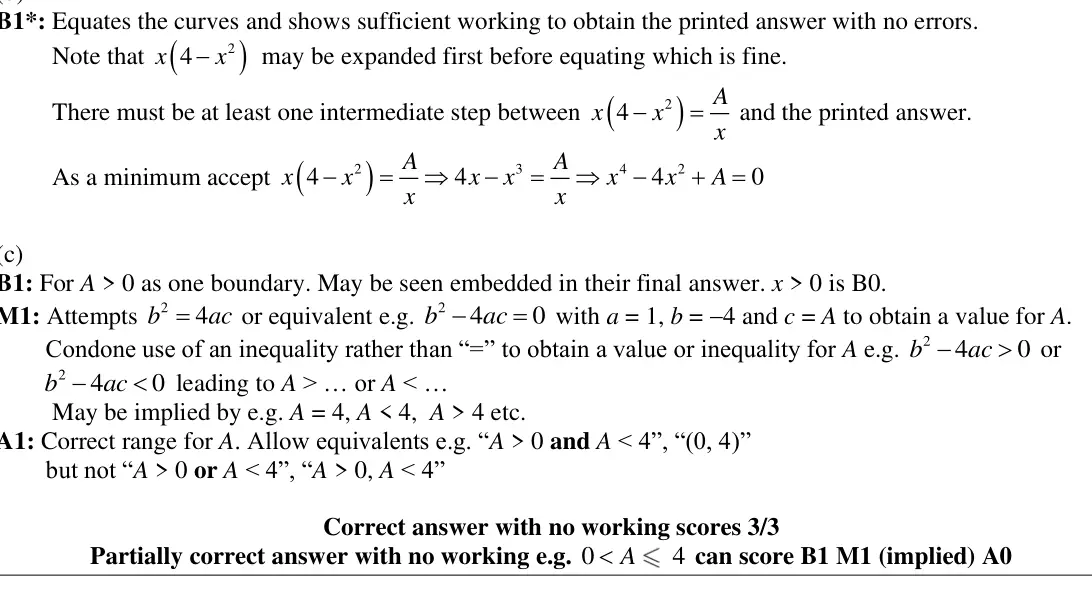 B1*: Equates the curves and shows sufficient working to obtain the printed answer with no errors.
Note that x(4 − x²) may be expanded first before equating which is fine.
There must be at least one intermediate step between x(4 − x²) = A/x and the printed answer.
As a minimum accept x(4 − x²) = A/x ⇒ 4x − x³ = A/x ⇒ x⁴ − 4x² + A = 0
(c)
B1: For A > 0 as one boundary. May be seen embedded in their final answer. x > 0 is B0.
M1: Attempts b² = 4ac or equivalent e.g. b² − 4ac = 0 with a = 1, b = –4 and c = A to obtain a value for A.
Condone use of an inequality rather than “=” to obtain a value or inequality for A e.g. b² − 4ac > 0 or
b² − 4ac < 0 leading to A > … or A < …
May be implied by e.g. A = 4, A < 4, A > 4 etc.
A1: Correct range for A. Allow equivalents e.g. “A > 0 and A < 4”, “(0, 4)”
but not “A > 0 or A < 4”, “A > 0, A < 4”
Correct answer with no working scores 3/3
Partially correct answer with no working e.g. 0 < A ⩽ 4 can score B1 M1 (implied) A0